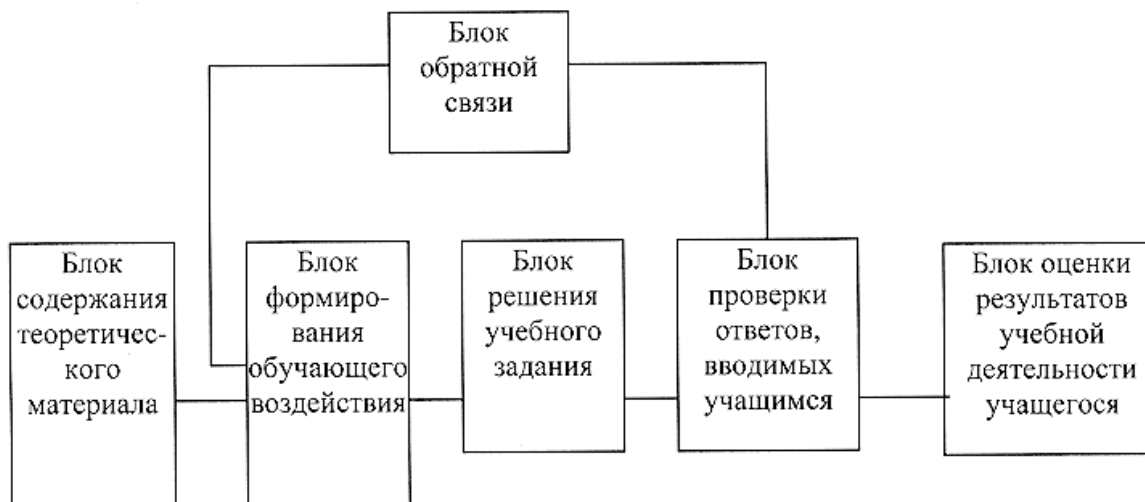 Блок
обратной
связи
Блок
содержания
теоретичес-
кого
материала
Блок
формиро-
вания
обучающего
воздействия
Блок
решения
учебного
задания
Блок
проверки
ответов,
вводимых
учащимся
Блок оценки
результатов
учебной
деятельности
учащегося